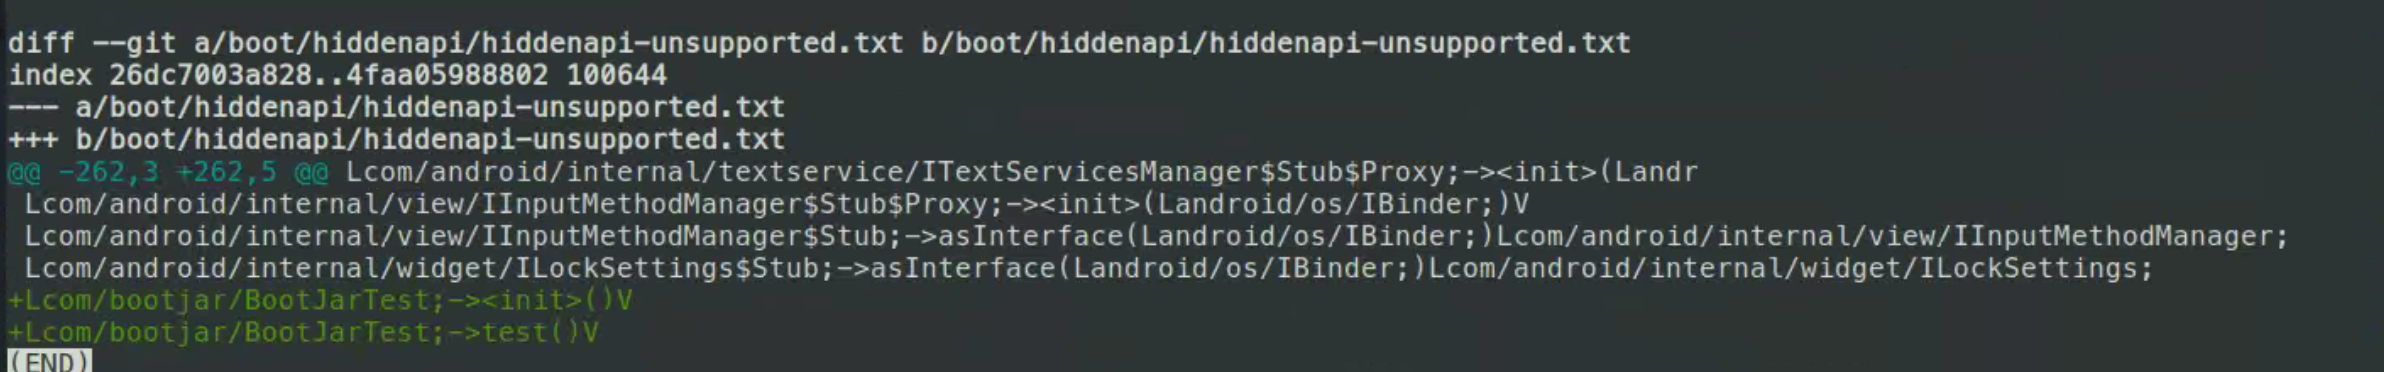 diff --git a/boot/hiddenapi/hiddenapi-unsupported.txt b/boot/hiddenapi/hiddenapi-unsupported.txt
index 26dc7003a828..4faa05988802 100644
--- a/boot/hiddenapi/hiddenapi-unsupported.txt
+++ b/boot/hiddenapi/hiddenapi-unsupported.txt
@@ -262,3 +262,5 @@ Lcom/android/internal/textservice/ITextServicesManager$Stub$Proxy;-><init>(Landr
 Lcom/android/internal/view/IInputMethodManager$Stub$Proxy;-><init>(Landroid/os/IBinder;)V
 Lcom/android/internal/view/IInputMethodManager$Stub;->asInterface(Landroid/os/IBinder;)Lcom/android/internal/view/IInputMethodManager;
 Lcom/android/internal/widget/ILockSettings$Stub;->asInterface(Landroid/os/IBinder;)Lcom/android/internal/widget/ILockSettings;
+Lcom/bootjar/BootJarTest;-><init>()V
+Lcom/bootjar/BootJarTest;->test()V
(END)